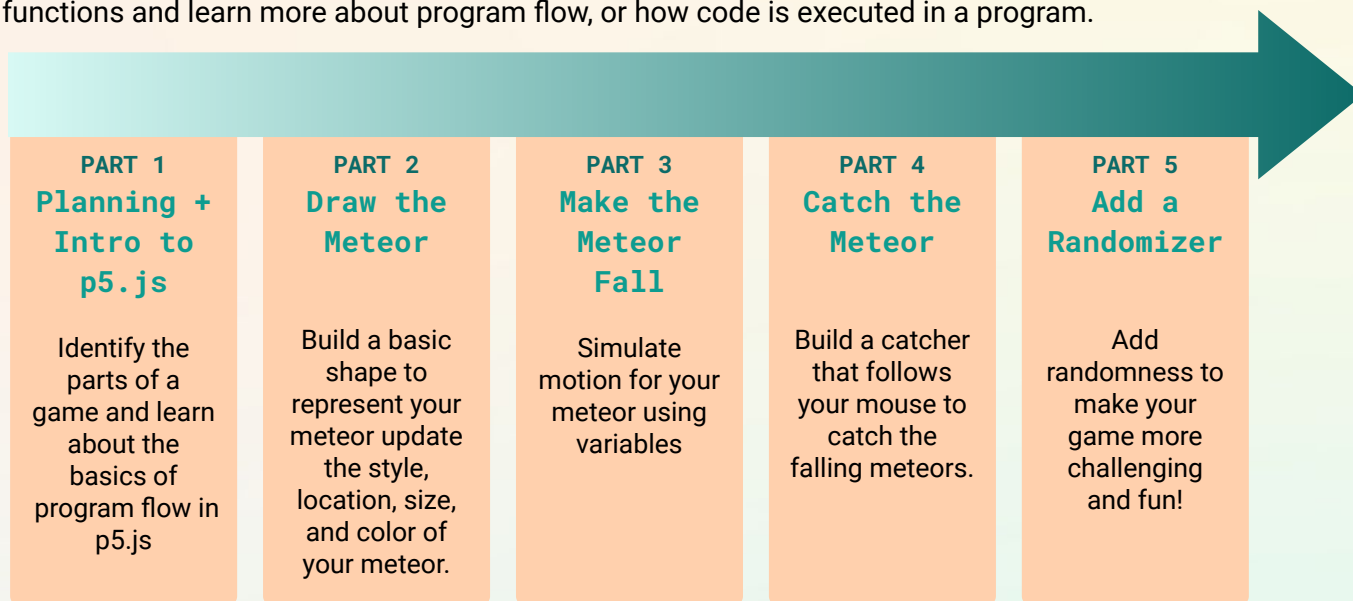 functions and learn more about program flow, or how code is executed in a program.
PART 1
Planning +
Intro to
p5.js
Identify the
parts of a
game and learn
about the
basics of
program flow in
p5.js
PART 2
Draw the
Meteor
Build a basic
shape to
represent your
meteor update
the style,
location, size,
and color of
your meteor.
PART 3
Make the
Meteor
Fall
Simulate
motion for your
meteor using
variables
PART 4
Catch the
Meteor
Build a catcher
that follows
your mouse to
catch the
falling meteors.
PART 5
Add a
Randomizer
Add
randomness to
make your
game more
challenging
and fun!